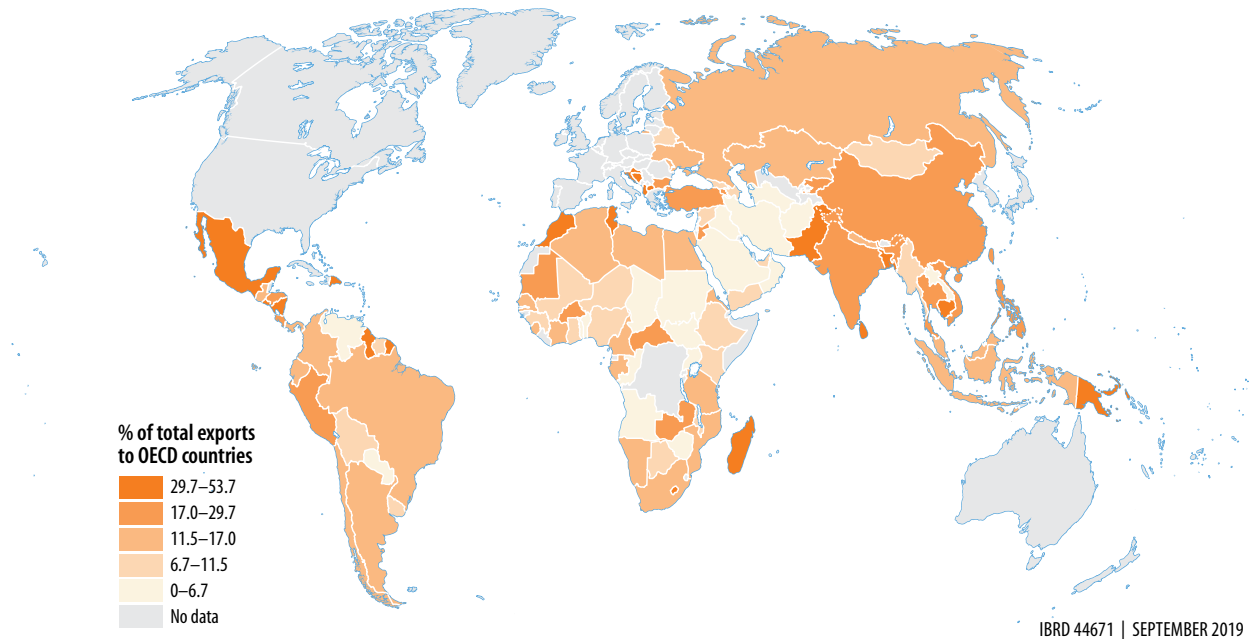 % of total exports
to OECD countries
29.7–53.7
17.0–29.7
11.5–17.0
6.7–11.5
0–6.7
No data
IBRD 44671 | SEPTEMBER 2019